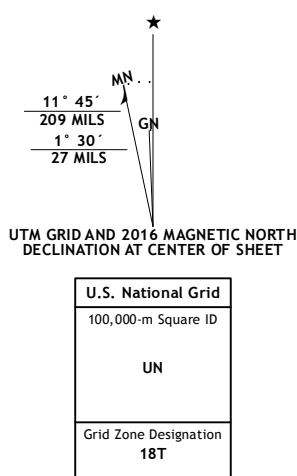 ★
MN
GN
11° 45´
209 MILS
1° 30´
27 MILS
UTM GRID AND 2016 MAGNETIC NORTH
DECLINATION AT CENTER OF SHEET
U.S. National Grid
100,000-m Square ID
UN
Grid Zone Designation
18T